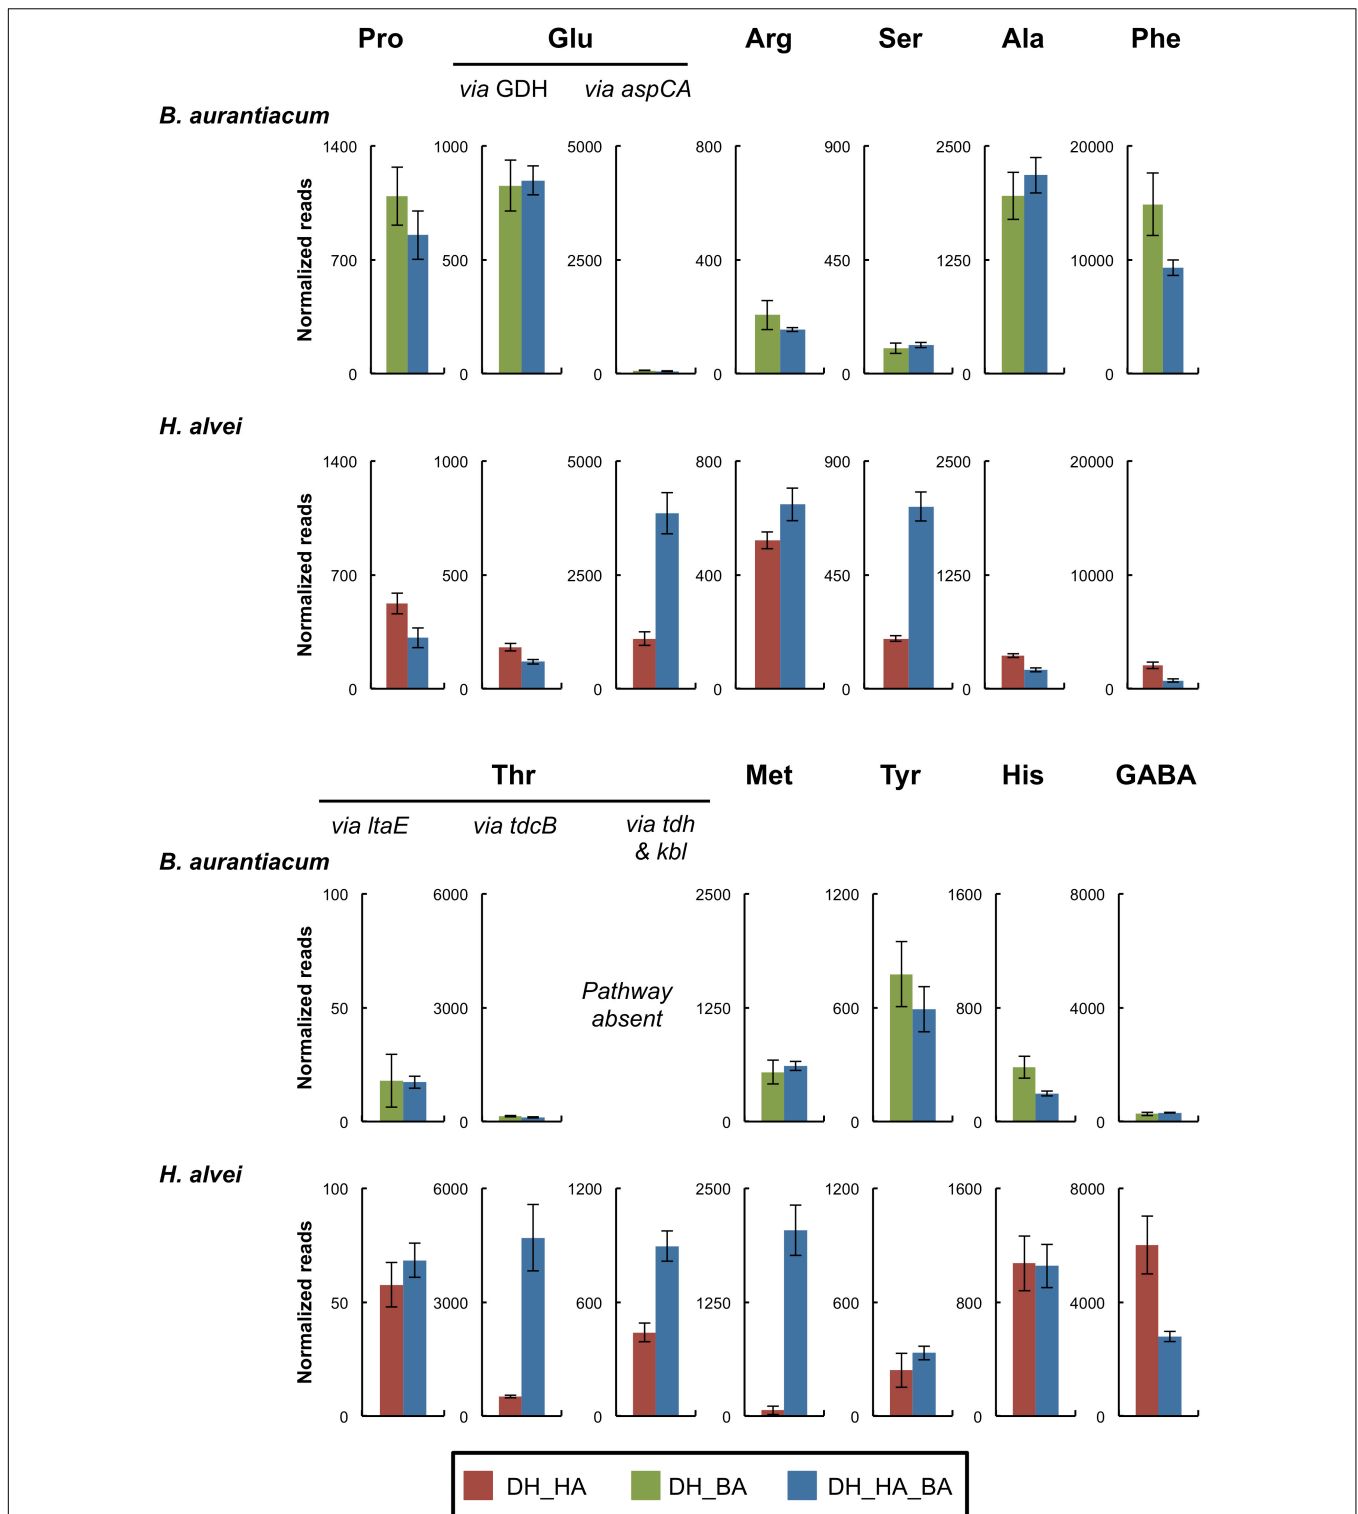 Pro Glu Arg Ser Ala Phe
via GDH via aspCA
B. aurantiacum
1400 1000 5000 800 900 2500 20000
Normalized reads
700 500 2500 400 450 1250 10000
0 0 0 0 0 0 0
H. alvei
1400 1000 5000 800 900 2500 20000
Normalized reads
700 500 2500 400 450 1250 10000
0 0 0 0 0 0 0
Thr Met Tyr His GABA
via ltaE via tdcB via tdh
& kbl
B. aurantiacum
100 6000 2500 1200 1600 8000
Normalized reads
50 3000 Pathway 1250 600 800 4000
absent
0 0 0 0 0 0
H. alvei
100 6000 1200 2500 1200 1600 8000
Normalized reads
50 3000 600 1250 600 800 4000
0 0 0 0 0 0 0
DH_HA DH_BA DH_HA_BA